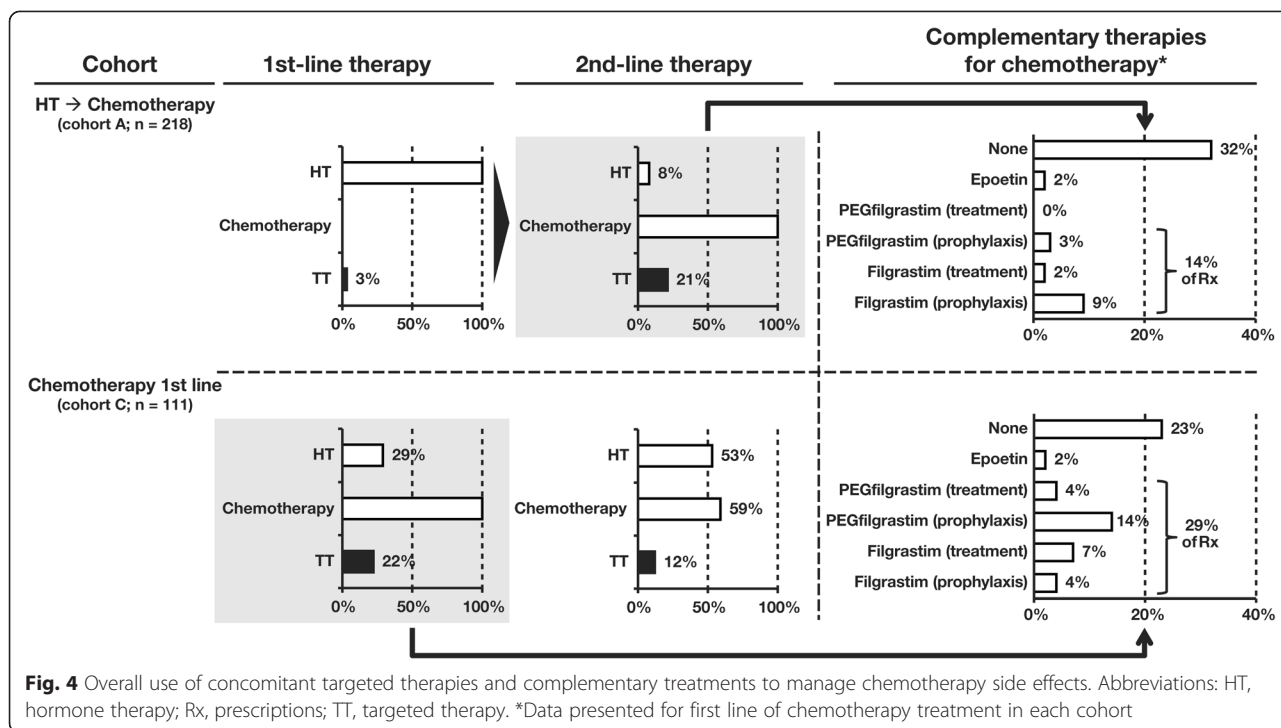 Cohort
1st-line therapy
2nd-line therapy
Complementary therapies
for chemotherapy*
HT → Chemotherapy
(cohort A; n = 218)
HT
Chemotherapy
TT
3%
0%
50%
100%
HT
8%
Chemotherapy
TT
21%
0%
50%
100%
None
32%
Epoetin
2%
PEGfilgrastim (treatment)
0%
PEGfilgrastim (prophylaxis)
3%
Filgrastim (treatment)
2%
Filgrastim (prophylaxis)
9%
14%
of Rx
0%
20%
40%
Chemotherapy 1st line
(cohort C; n = 111)
HT
29%
Chemotherapy
TT
22%
0%
50%
100%
HT
53%
Chemotherapy
59%
TT
12%
0%
50%
100%
None
23%
Epoetin
2%
PEGfilgrastim (treatment)
4%
PEGfilgrastim (prophylaxis)
14%
Filgrastim (treatment)
7%
Filgrastim (prophylaxis)
4%
29%
of Rx
0%
20%
40%
Fig. 4 Overall use of concomitant targeted therapies and complementary treatments to manage chemotherapy side effects. Abbreviations: HT,
hormone therapy; Rx, prescriptions; TT, targeted therapy. *Data presented for first line of chemotherapy treatment in each cohort